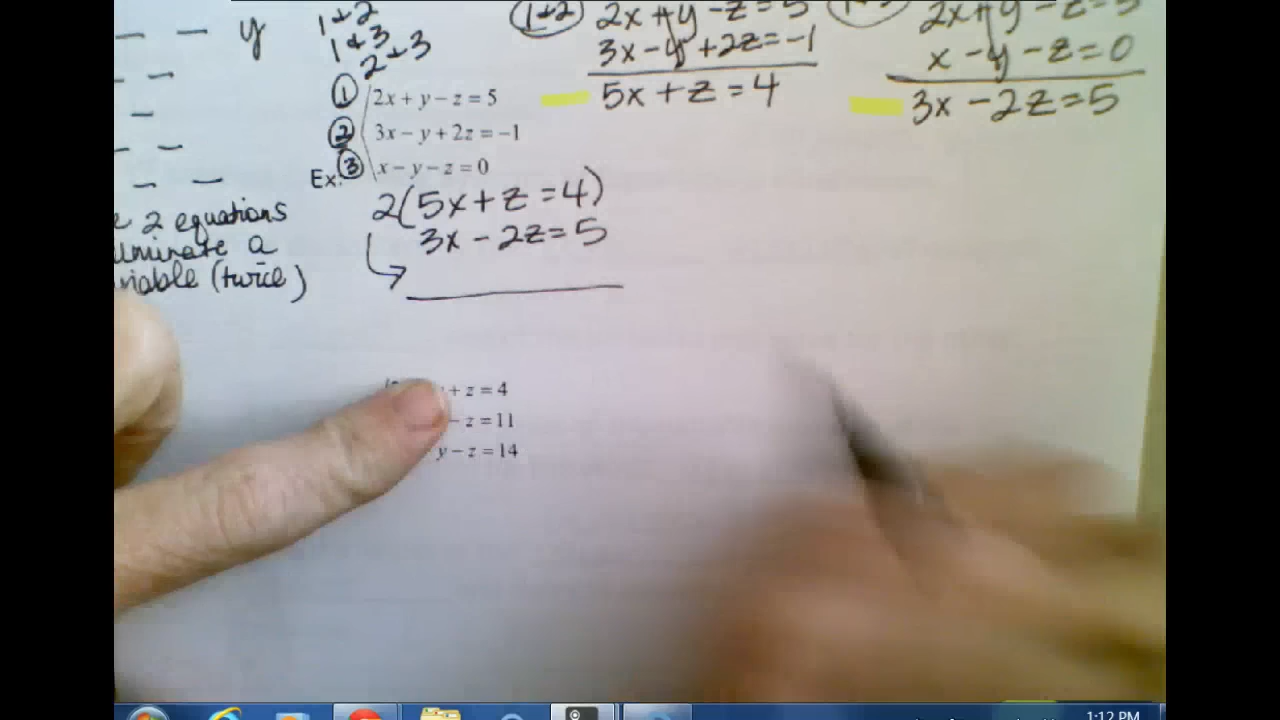 y
1+2
1+3
2+3
1+2 2x+y-z=5
3x-y+2z=-1
5x+z=4
2x+y-z=5
x-y-z=0
3x-2z=5
① 2x+y-z=5
② 3x-y+2z=-1
③ x-y-z=0
Ex:
2(5x+z=4)
3x-2z=5
2 equations
a
(twice)
+z=4
-z=11
y-z=14
1:12 PM